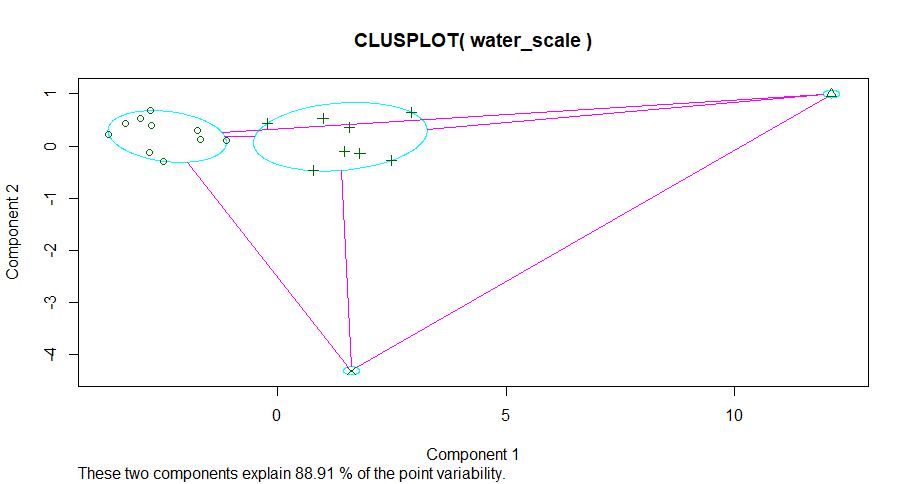 CLUSPLOT( water_scale )
1
0
-1
-2
-3
-4
Component 2
0 5 10
Component 1
These two components explain 88.91 % of the point variability.